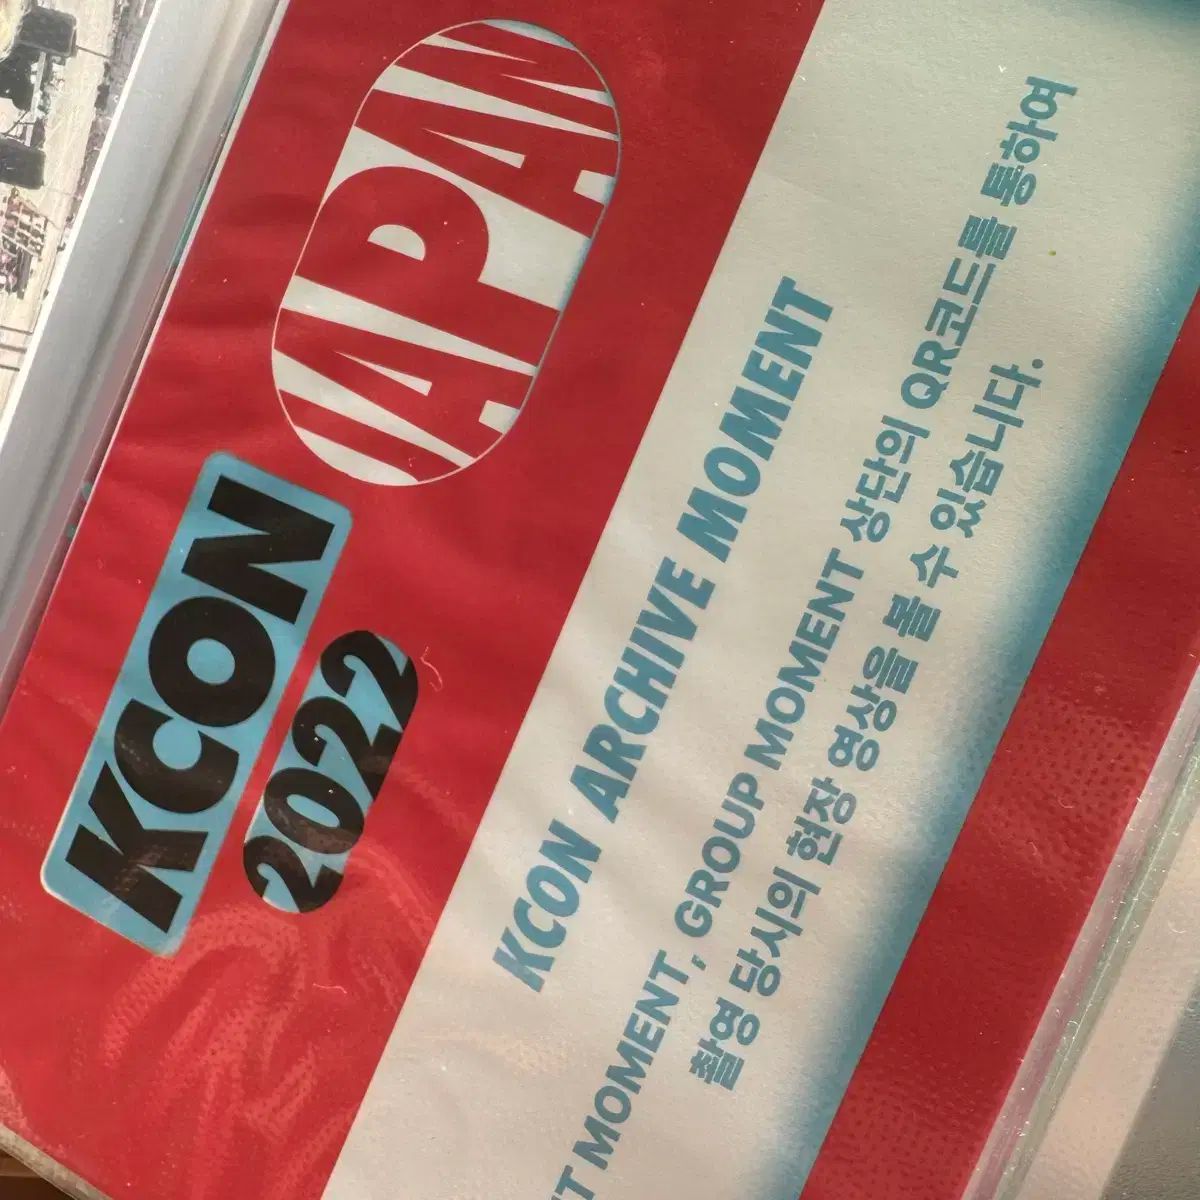 KCON
2022
JAPAN
KCON ARCHIVE MOMENT
MOMENT, GROUP MOMENT 상단의 QR코드를 통하여
촬영 당시의 현장 영상을 볼 수 있습니다.